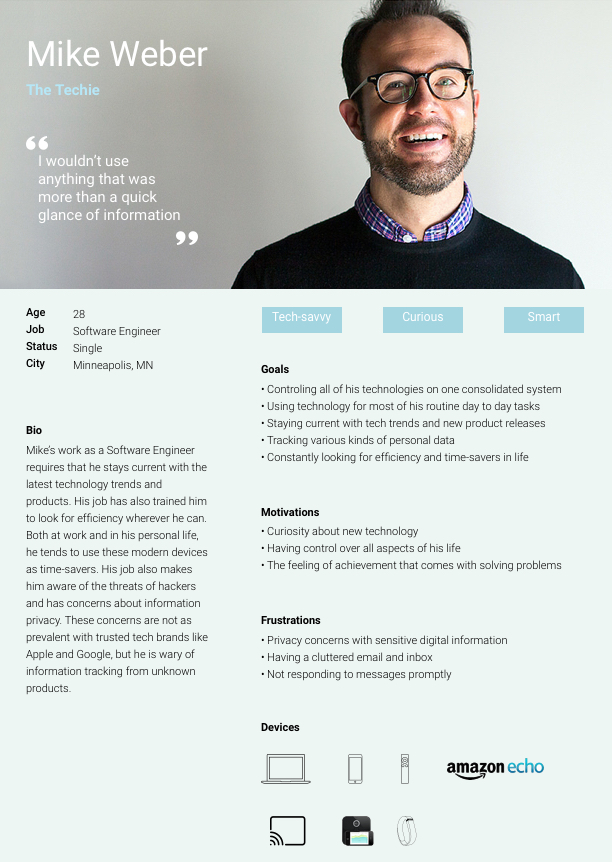 Mike Weber
The Techie
“
I wouldn't use
anything that was
more than a quick
glance of information
”
Age 28
Job Software Engineer
Status Single
City Minneapolis, MN
Bio
Mike's work as a Software Engineer
requires that he stays current with the
latest technology trends and
products. His job has also trained him
to look for efficiency wherever he can.
Both at work and in his personal life,
he tends to use these modern devices
as time-savers. His job also makes
him aware of the threats of hackers
and has concerns about information
privacy. These concerns are not as
prevalent with trusted tech brands like
Apple and Google, but he is wary of
information tracking from unknown
products.
Tech-savvy
Curious
Smart
Goals
• Controling all of his technologies on one consolidated system
• Using technology for most of his routine day to day tasks
• Staying current with tech trends and new product releases
• Tracking various kinds of personal data
• Constantly looking for efficiency and time-savers in life
Motivations
• Curiosity about new technology
• Having control over all aspects of his life
• The feeling of achievement that comes with solving problems
Frustrations
• Privacy concerns with sensitive digital information
• Having a cluttered email and inbox
• Not responding to messages promptly
Devices
amazon echo